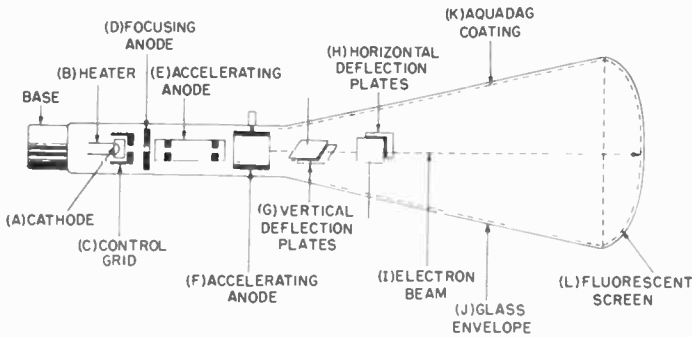 (K)AQUADAG
COATING
(D)FOCUSING
ANODE
(H)HORIZONTAL
DEFLECTION
PLATES
(B)HEATER
(E)ACCELERATING
ANODE
BASE
(A)CATHODE
(C)CONTROL
GRID
(G)VERTICAL
DEFLECTION
PLATES
(F)ACCELERATING
ANODE
(I)ELECTRON
BEAM
(J)GLASS
ENVELOPE
(L)FLUORESCENT
SCREEN